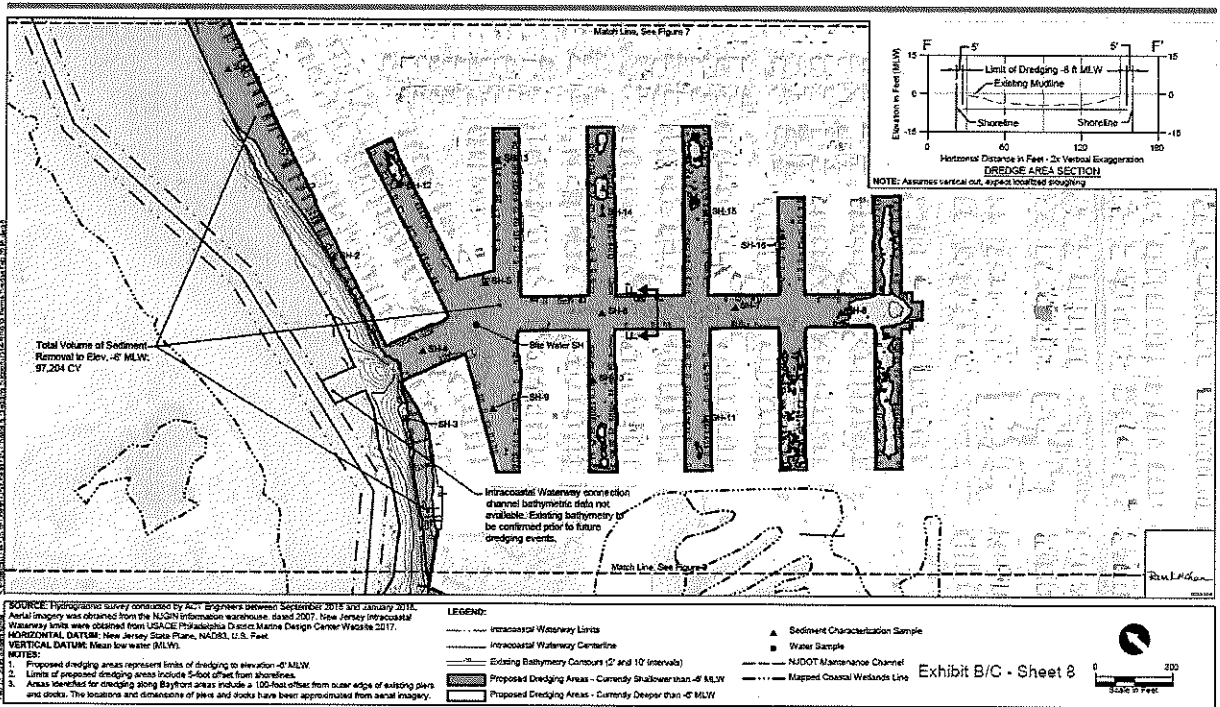 Match Line, See Figure 7
F
5'
5'
F'
15
15
Limit of Dredging -6 ft MLW
Existing Mudline
0
0
Shoreline
Shoreline
-15
-15
Elevation in Feet (MLW)
0
60
120
180
Horizontal Distance in Feet - 2x Vertical Exaggeration
DREDGE AREA SECTION
NOTE: Assumes vertical cut, expect localized sloughing
SH-12
SH-14
SH-15
SH-16
SH-2
SH-5
SH-6
SH-7
SH-8
SH-4
Site Water SH
SH-9
SH-3
SH-11
Total Volume of Sediment
Removal to Elev. -6' MLW:
97,204 CY
Intracoastal Waterway connection
channel bathymetric data not
available. Existing bathymetry to
be confirmed prior to future
dredging events.
Match Line, See Figure
SOURCE: Hydrographic survey conducted by ACT Engineers between September 2015 and January 2016.
Aerial imagery was obtained from the NJGIN information warehouse, dated 2007. New Jersey Intracoastal
Waterway limits were obtained from USACE Philadelphia District Marine Design Center Website 2017.
HORIZONTAL DATUM: New Jersey State Plane, NAD83, U.S. Feet
VERTICAL DATUM: Mean low water (MLW).
NOTES:
1. Proposed dredging areas represent limits of dredging to elevation -6' MLW.
2. Limits of proposed dredging areas include 5-foot offset from shorelines.
3. Areas identified for dredging along Bayfront areas include a 100-foot offset from outer edge of existing piers
and docks. The locations and dimensions of piers and docks have been approximated from aerial imagery.
LEGEND:
Intracoastal Waterway Limits
Intracoastal Waterway Centerline
Existing Bathymetry Contours (2' and 10' intervals)
Proposed Dredging Areas - Currently Shallower than -6' MLW
Proposed Dredging Areas - Currently Deeper than -6' MLW
Sediment Characterization Sample
Water Sample
NJDOT Maintenance Channel
Mapped Coastal Wetlands Line
Exhibit B/C - Sheet 8
0
200
Scale in Feet